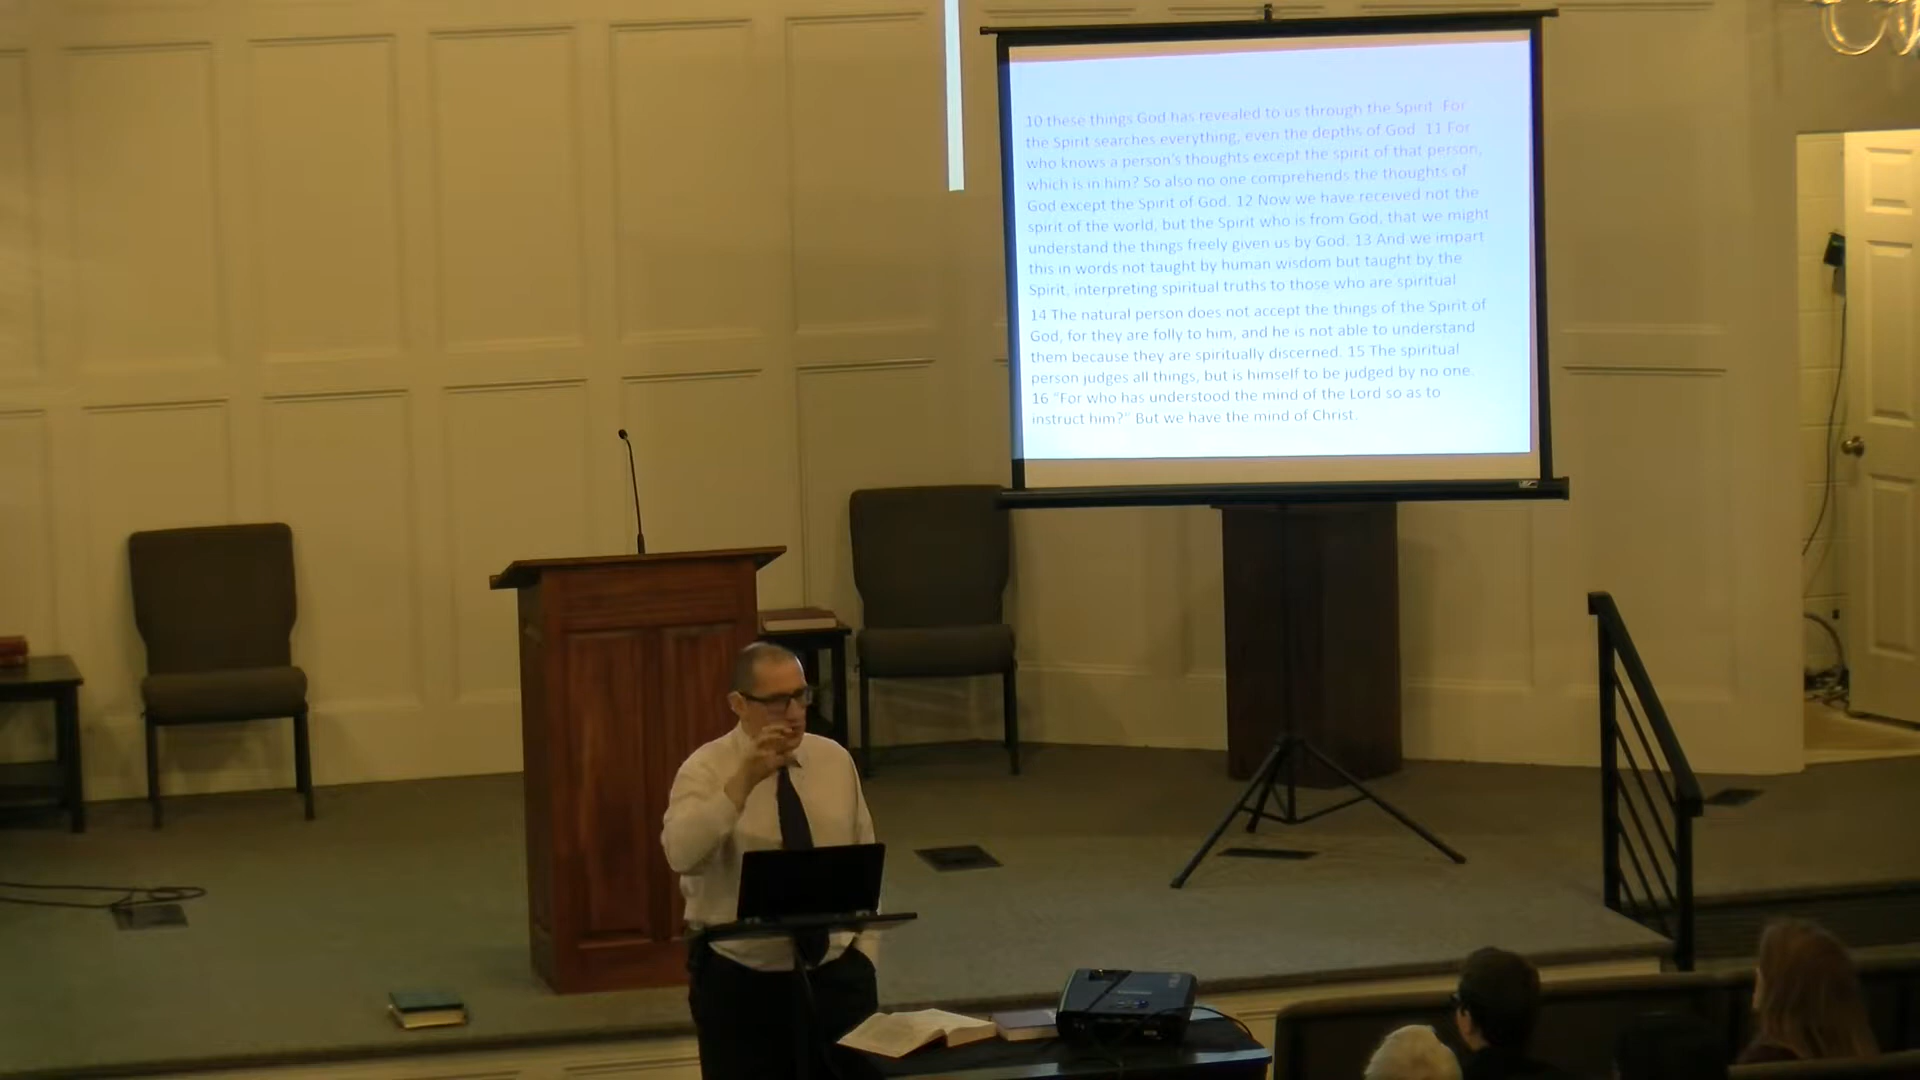 10 these things God has revealed to us through the Spirit. For
the Spirit searches everything, even the depths of God. 11 For
who knows a person's thoughts except the spirit of that person,
which is in him? So also no one comprehends the thoughts of
God except the Spirit of God. 12 Now we have received not the
spirit of the world, but the Spirit who is from God, that we might
understand the things freely given us by God. 13 And we impart
this in words not taught by human wisdom but taught by the
Spirit, interpreting spiritual truths to those who are spiritual
14 The natural person does not accept the things of the Spirit of
God, for they are folly to him, and he is not able to understand
them because they are spiritually discerned. 15 The spiritual
person judges all things, but is himself to be judged by no one.
16 "For who has understood the mind of the Lord so as to
instruct him?" But we have the mind of Christ.